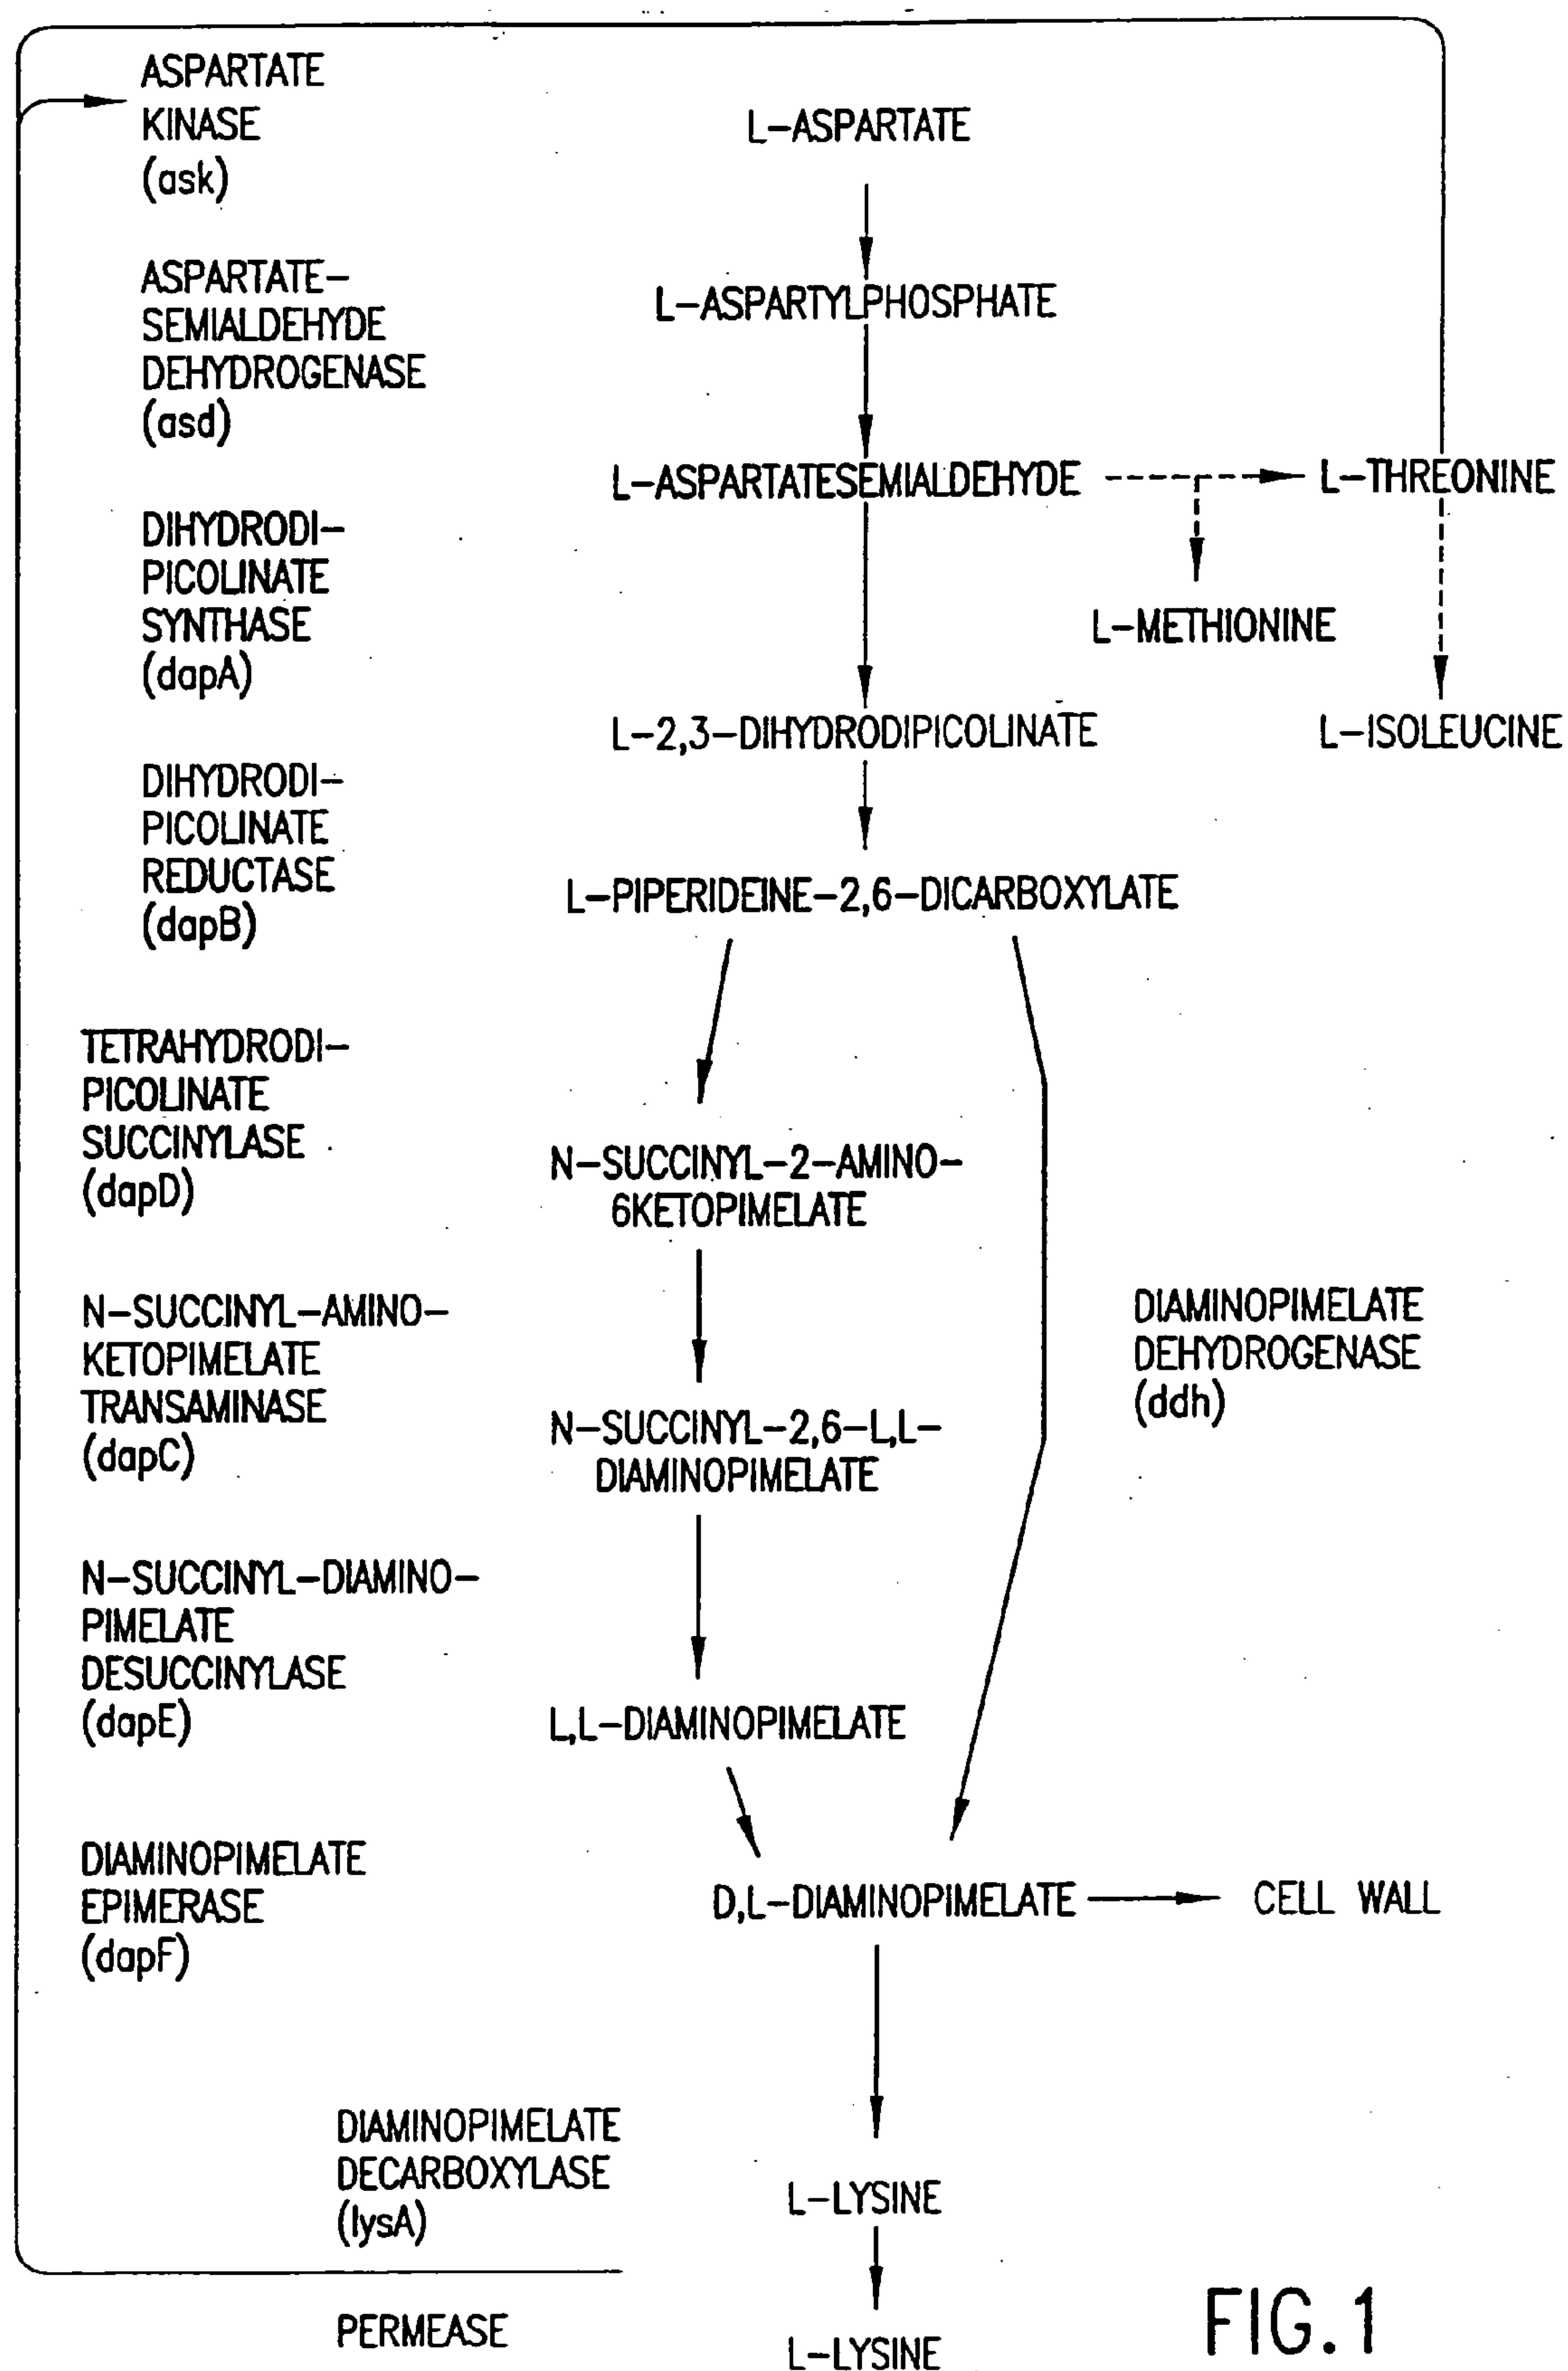 ASPARTATE
KINASE
(ask)
L-ASPARTATE
ASPARTATE-
SEMIALDEHYDE
DEHYDROGENASE
(asd)
L-ASPARTYLPHOSPHATE
L-ASPARTATESEMIALDEHYDE
L-THREONINE
DIHYDRODI-
PICOLINATE
SYNTHASE
(dapA)
L-METHIONINE
L-2,3-DIHYDRODIPICOLINATE
L-ISOLEUCINE
DIHYDRODI-
PICOLINATE
REDUCTASE
(dapB)
L-PIPERIDEINE-2,6-DICARBOXYLATE
TETRAHYDRODI-
PICOLINATE
SUCCINYLASE
(dapD)
N-SUCCINYL-2-AMINO-
6KETOPIMELATE
N-SUCCINYL-AMINO-
KETOPIMELATE
TRANSAMINASE
(dapC)
DIAMINOPIMELATE
DEHYDROGENASE
(ddh)
N-SUCCINYL-2,6-L,L-
DIAMINOPIMELATE
N-SUCCINYL-DIAMINO-
PIMELATE
DESUCCINYLASE
(dapE)
L,L-DIAMINOPIMELATE
DIAMINOPIMELATE
EPIMERASE
(dapF)
D,L-DIAMINOPIMELATE
CELL WALL
DIAMINOPIMELATE
DECARBOXYLASE
(lysA)
L-LYSINE
PERMEASE
L-LYSINE
FIG.1